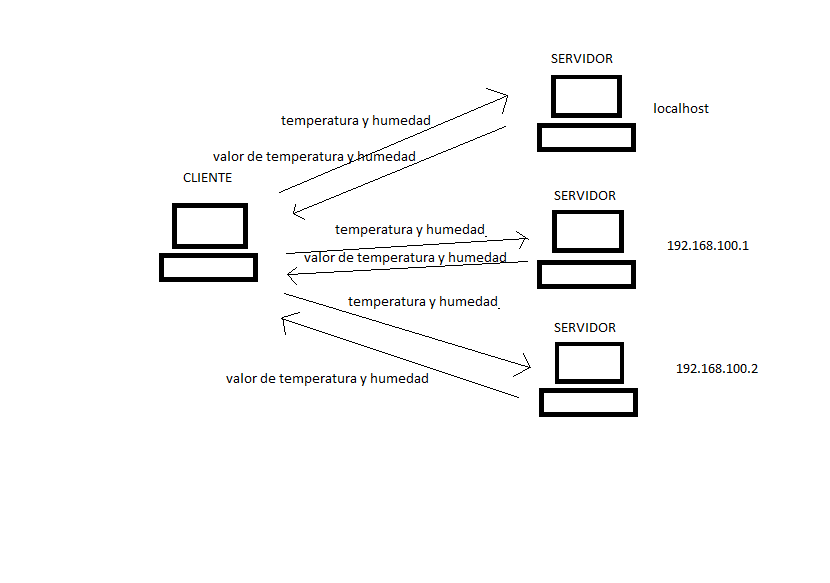 SERVIDOR
localhost
temperatura y humedad
valor de temperatura y humedad
CLIENTE
SERVIDOR
temperatura y humedad.
192.168.100.1
valor de temperatura y humedad
temperatura y humedad.
SERVIDOR
192.168.100.2
valor de temperatura y humedad